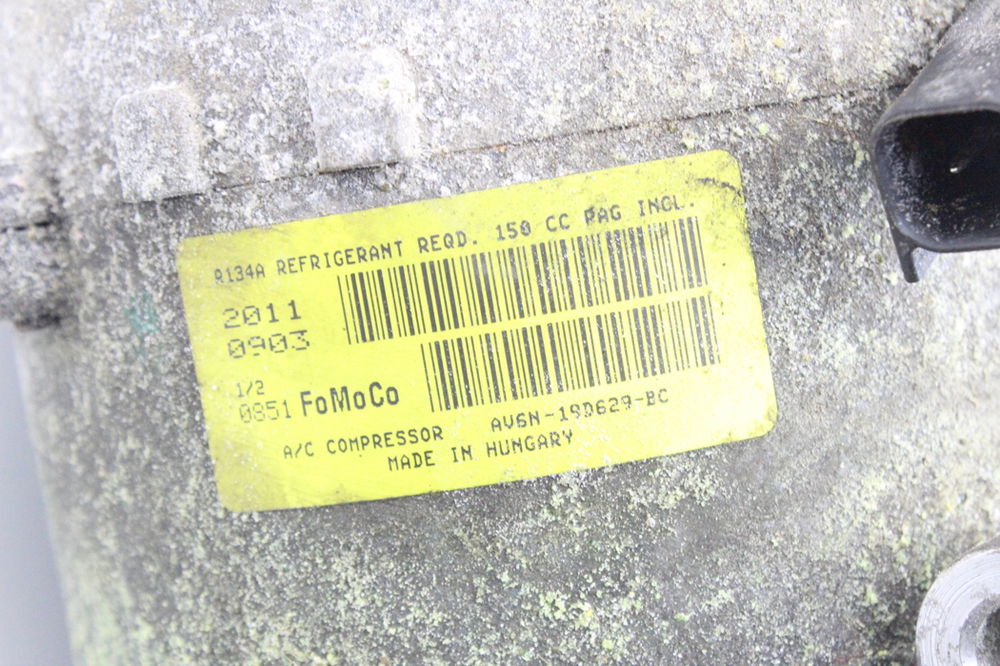 R134A REFRIGERANT REQD. 150 CC PAG INCL.
2011
0903
1/2
0851 FoMoCo
A/C COMPRESSOR AV6N-19D629-BC
MADE IN HUNGARY